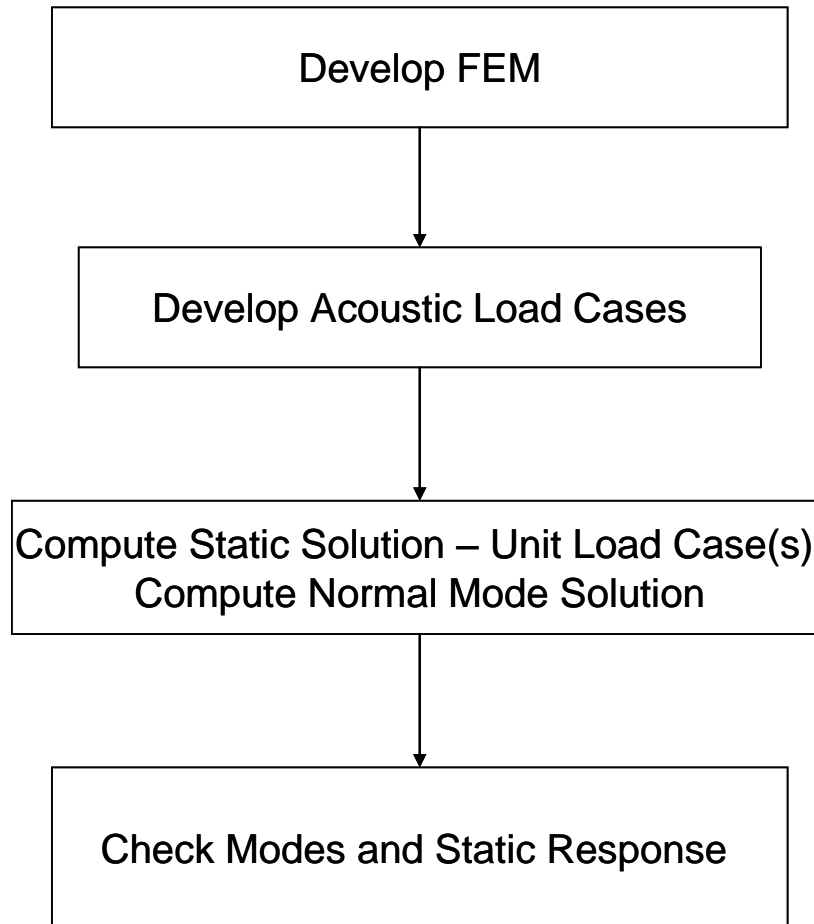 Develop FEM
Develop Acoustic Load Cases
Compute Static Solution – Unit Load Case(s)
Compute Normal Mode Solution
Check Modes and Static Response